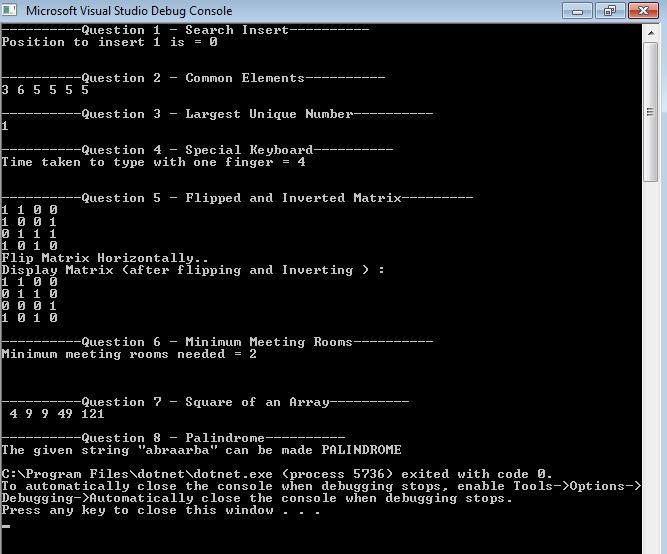 Microsoft Visual Studio Debug Console
----------Question 1 - Search Insert----------
Position to insert 1 is = 0
----------Question 2 - Common Elements----------
3 6 5 5 5 5
----------Question 3 - Largest Unique Number----------
1
----------Question 4 - Special Keyboard----------
Time taken to type with one finger = 4
----------Question 5 - Flipped and Inverted Matrix---------
1 1 0 0
1 0 0 1
0 1 1 1
1 0 1 0
Flip Matrix Horizontally..
Display Matrix (after flipping and Inverting ) :
1 1 0 0
0 1 1 0
0 0 0 1
1 0 1 0
----------Question 6 - Minimum Meeting Rooms----------
Minimum meeting rooms needed = 2
----------Question 7 - Square of an Array----------
4 9 9 49 121
----------Question 8 - Palindrome----------
The given string "abraarba" can be made PALINDROME
C:\Program Files\dotnet\dotnet.exe (process 5736) exited with code 0.
To automatically close the console when debugging stops, enable Tools->Options->
Debugging->Automatically close the console when debugging stops.
Press any key to close this window . . .